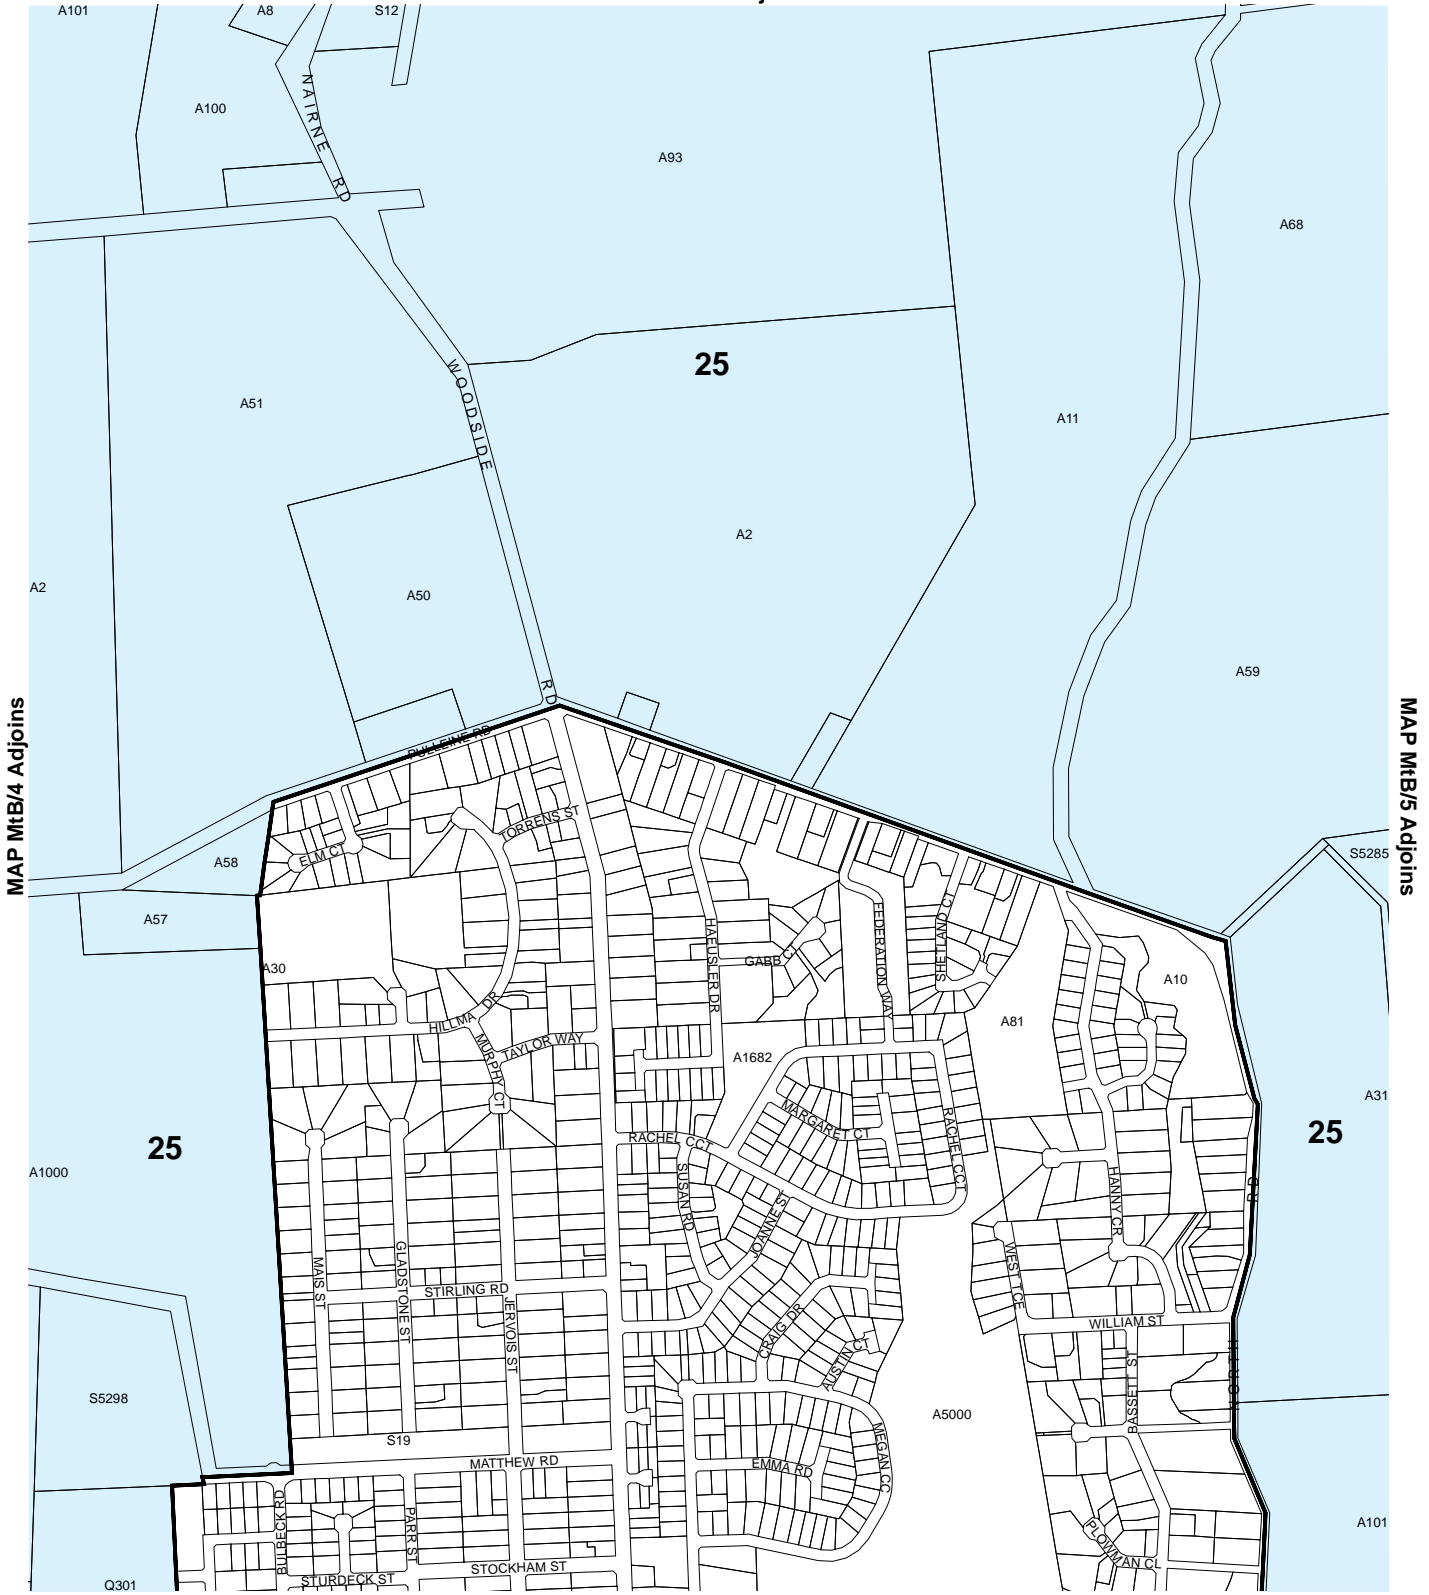 A101
A8
S12
A100
NAIRNE RD
A93
A68
25
A51
WOODSIDE RD
A11
A2
A2
A50
A59
MAP MtB/4 Adjoins
MAP MtB/5 Adjoins
PULLEINE RD
TORRENS ST
ELM CT
A58
S5285
A57
A30
HAEUSLER DR
GABB CT
FEDERATION WAY
SHETLAND CT
A10
A81
HILLMA DR
MURPHY CT
TAYLOR WAY
A1682
A31
MARGARET CT
RACHEL CCT
RACHEL CCT
25
25
A1000
SUSAN RD
JOANNE ST
HANNY CR
NORTH RD
MAIS ST
GLADSTONE ST
STIRLING RD
JERVOIS ST
WEST TCE
CRAIG DR
AUSTIN CT
WILLIAM ST
BASSETT ST
S5298
A5000
S19
MATTHEW RD
EMMA RD
MEGAN CC
BULBECK RD
PARR ST
A101
PLOWMAN CL
STOCKHAM ST
STURDECK ST
Q301